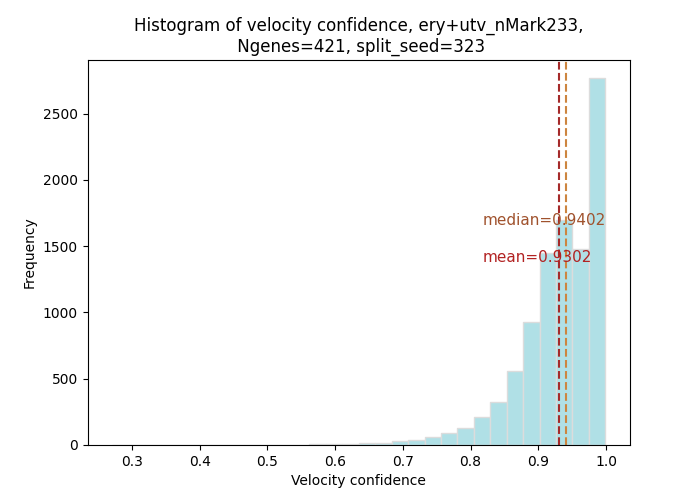 Histogram of velocity confidence, ery+utv_nMark233,
Ngenes=421, split_seed=323
Frequency
2500
2000
1500
1000
500
0
median=0.9402
mean=0.9302
0.3 0.4 0.5 0.6 0.7 0.8 0.9 1.0
Velocity confidence